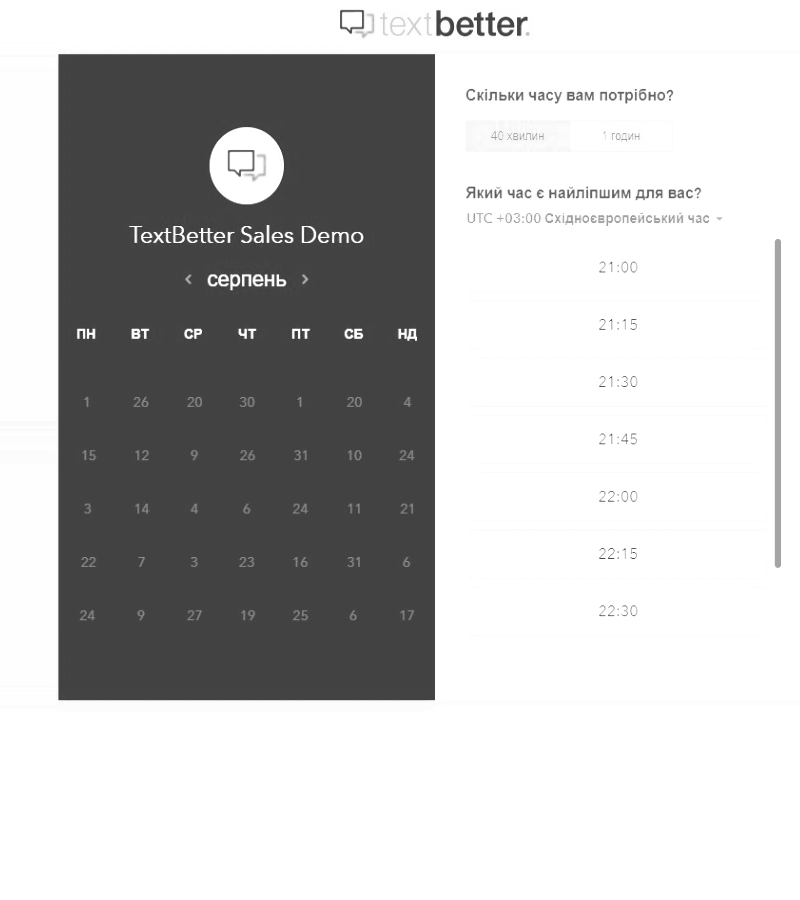 textbetter.
TextBetter Sales Demo
‹ серпень ›
ПН ВТ СР ЧТ ПТ СБ НД
1 26 20 30 1 20 4
15 12 9 26 31 10 24
3 14 4 6 24 11 21
22 7 3 23 16 31 6
24 9 27 19 25 6 17
Скільки часу вам потрібно?
40 хвилин 1 годин
Який час є найліпшим для вас?
UTC +03:00 Східноєвропейський час
21:00
21:15
21:30
21:45
22:00
22:15
22:30